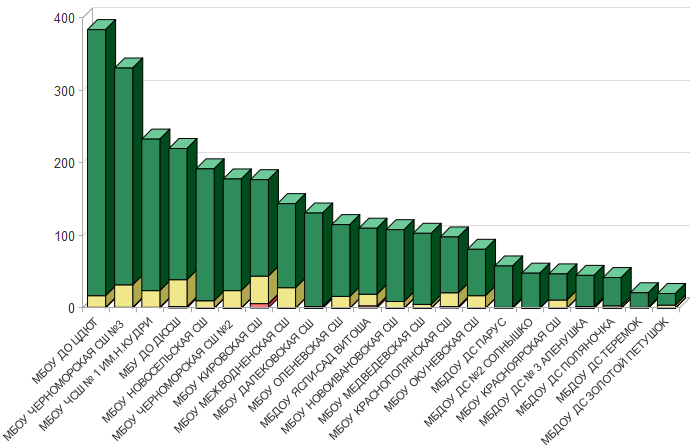 400
300
200
100
0
МБОУ ДО ЦДЮТ
МБОУ ЧЕРНОМОРСКАЯ СШ №3
МБОУ ЧСШ № 1 ИМ.Н.КУДРИ
МБУ ДО ДЮСШ
МБОУ НОВОСЕЛЬСКАЯ СШ
МБОУ ЧЕРНОМОРСКАЯ СШ №2
МБОУ КИРОВСКАЯ СШ
МБОУ МЕЖВОДНЕНСКАЯ СШ
МБОУ ДАЛЕКОВСКАЯ СШ
МБОУ ОЛЕНЕВСКАЯ СШ
МБДОУ ЯСЛИ-САД ВИТОША
МБОУ НОВОИВАНОВСКАЯ СШ
МБОУ МЕДВЕДЕВСКАЯ СШ
МБОУ КРАСНОПОЛЯНСКАЯ СШ
МБОУ ОКУНЕВСКАЯ СШ
МБДОУ ДС ПАРУС
МБДОУ ДС №2 СОЛНЫШКО
МБОУ КРАСНОЯРСКАЯ СШ
МБДОУ ДС № 3 АЛЕНУШКА
МБДОУ ДС ПОЛЯНОЧКА
МБДОУ ДС ТЕРЕМОК
МБДОУ ДС ЗОЛОТОЙ ПЕТУШОК